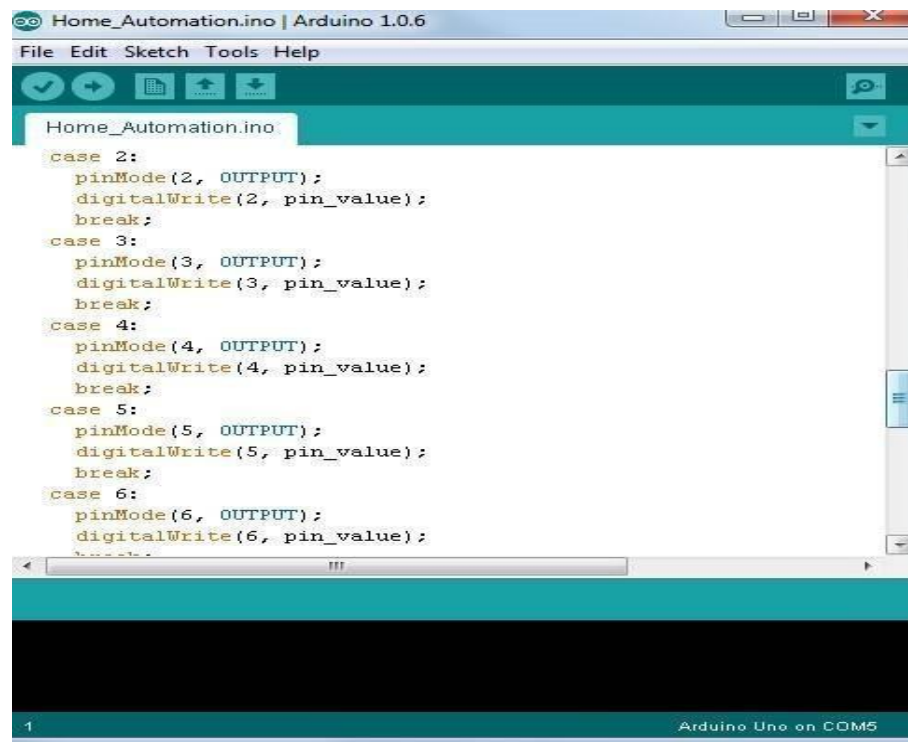 Home_Automation.ino | Arduino 1.0.6
File Edit Sketch Tools Help
Home_Automation.ino
case 2:
pinMode(2, OUTPUT);
digitalWrite(2, pin_value);
break;
case 3:
pinMode(3, OUTPUT);
digitalWrite(3, pin_value);
break;
case 4:
pinMode(4, OUTPUT);
digitalWrite(4, pin_value);
break;
case 5:
pinMode(5, OUTPUT);
digitalWrite(5, pin_value);
break;
case 6:
pinMode(6, OUTPUT);
digitalWrite(6, pin_value);
1
Arduino Uno on COM5